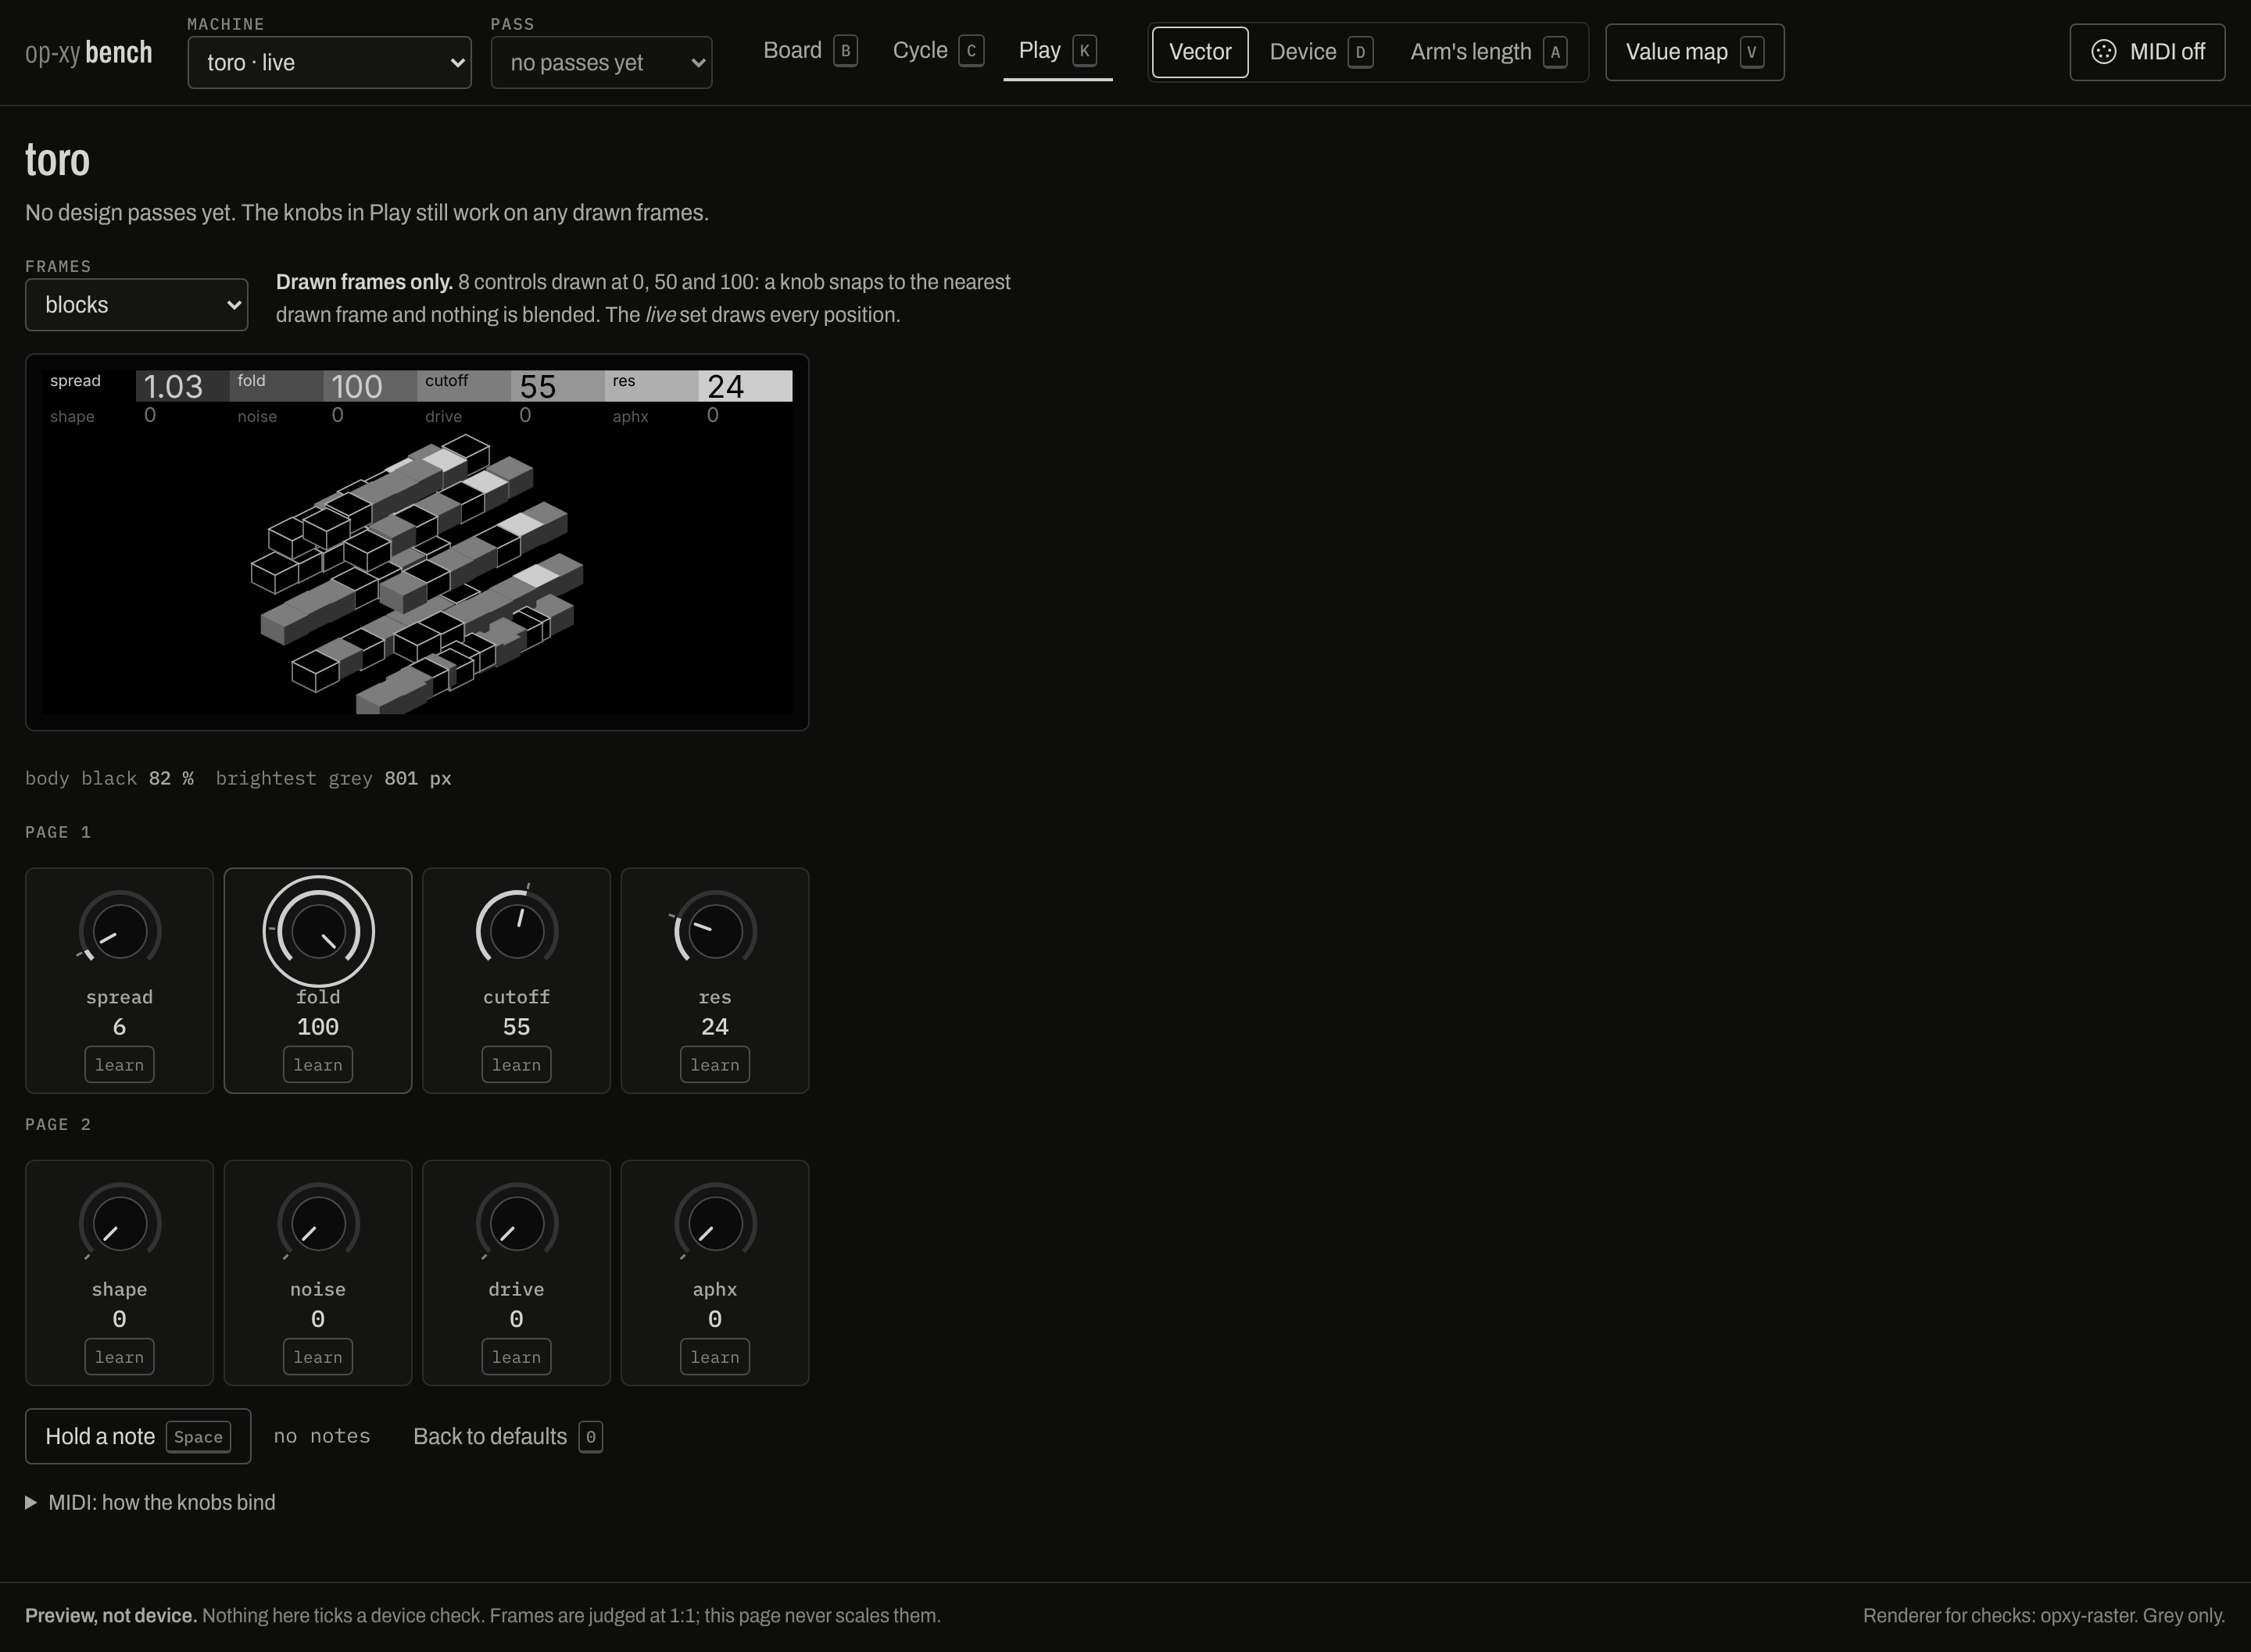 MACHINE
PASS
op-xy bench
toro · live
no passes yet
Board B
Cycle C
Play K
Vector
Device D
Arm's length A
Value map V
MIDI off
toro
No design passes yet. The knobs in Play still work on any drawn frames.
FRAMES
blocks
Drawn frames only. 8 controls drawn at 0, 50 and 100: a knob snaps to the nearest
drawn frame and nothing is blended. The live set draws every position.
spread 1.03 fold 100 cutoff 55 res 24
shape 0 noise 0 drive 0 aphx 0
body black 82 % brightest grey 801 px
PAGE 1
spread fold cutoff res
6 100 55 24
learn learn learn learn
PAGE 2
shape noise drive aphx
0 0 0 0
learn learn learn learn
Hold a note Space no notes Back to defaults 0
MIDI: how the knobs bind
Preview, not device. Nothing here ticks a device check. Frames are judged at 1:1; this page never scales them.
Renderer for checks: opxy-raster. Grey only.